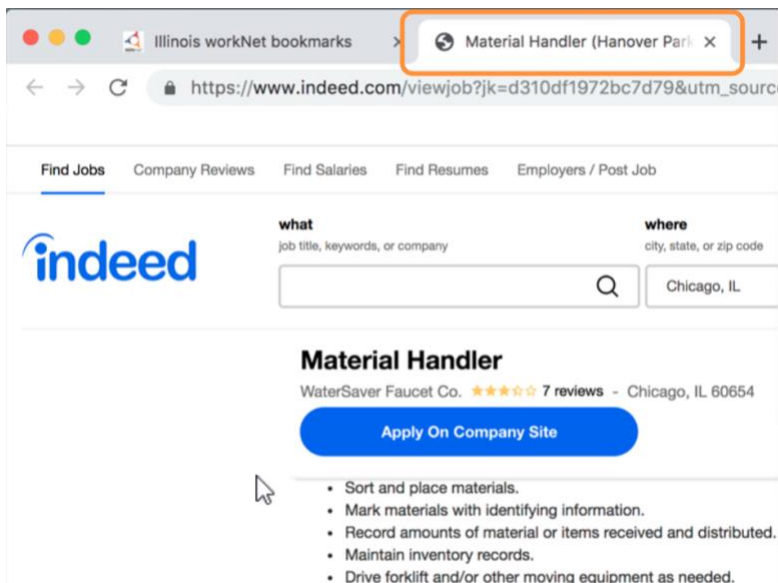 Illinois workNet bookmarks
Material Handler (Hanover Park
https://www.indeed.com/viewjob?jk=d310df1972bc7d79&utm_sourc
Find Jobs Company Reviews Find Salaries Find Resumes Employers / Post Job
indeed
what
job title, keywords, or company
where
city, state, or zip code
Chicago, IL
Material Handler
WaterSaver Faucet Co. 7 reviews - Chicago, IL 60654
Apply On Company Site
• Sort and place materials.
• Mark materials with identifying information.
• Record amounts of material or items received and distributed.
• Maintain inventory records.
• Drive forklift and/or other moving equipment as needed.